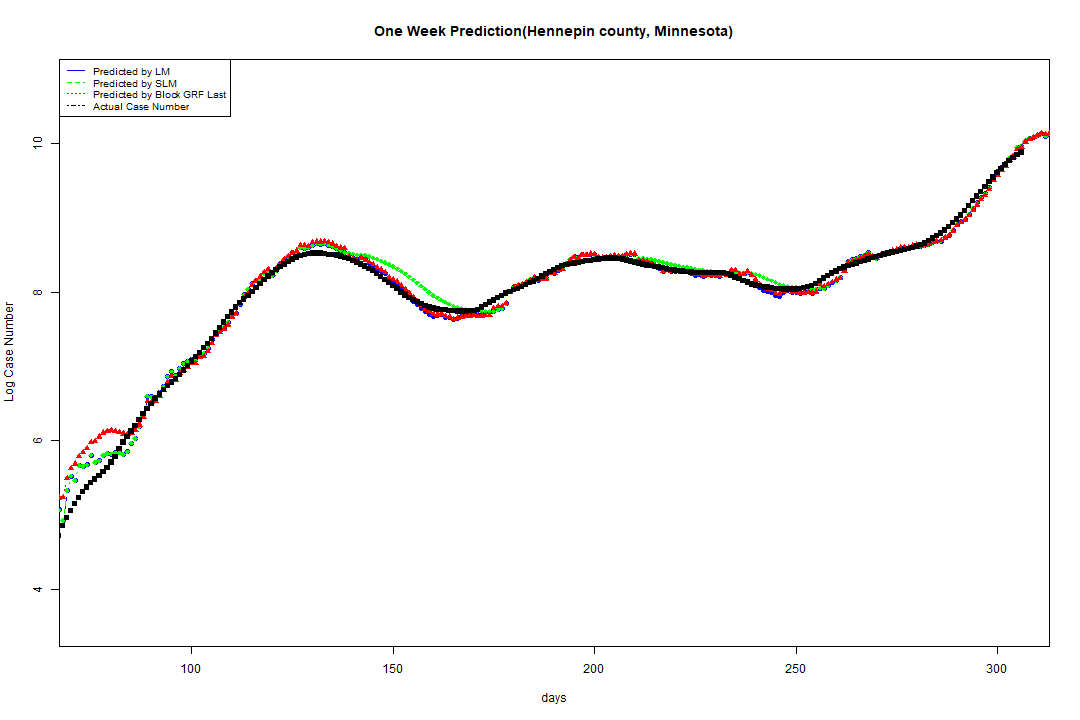 One Week Prediction(Hennepin county, Minnesota)
Predicted by LM
Predicted by SLM
Predicted by Block GRF Last
Actual Case Number
10
8
6
4
Log Case Number
100 150 200 250 300
days